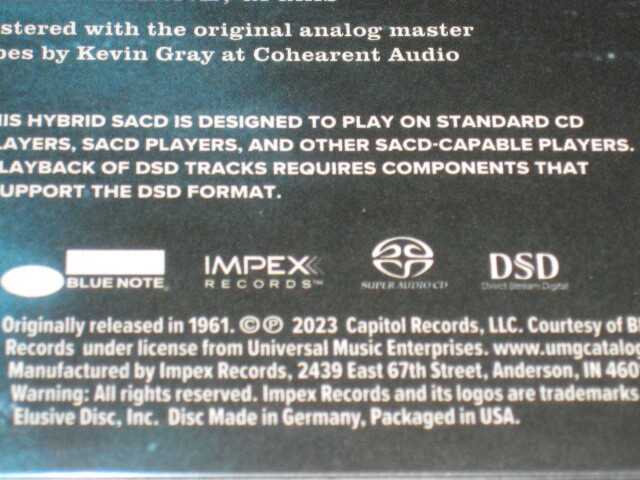 stered with the original analog master
pes by Kevin Gray at Cohearent Audio
IS HYBRID SACD IS DESIGNED TO PLAY ON STANDARD CD
LAYERS, SACD PLAYERS, AND OTHER SACD-CAPABLE PLAYERS.
LAYBACK OF DSD TRACKS REQUIRES COMPONENTS THAT
UPPORT THE DSD FORMAT.
BLUE NOTE
IMPEX
RECORDS™
SUPER AUDIO CD
DSD
Direct Stream Digital
Originally released in 1961. © ℗ 2023 Capitol Records, LLC. Courtesy of Bl
Records under license from Universal Music Enterprises. www.umgcatalog
Manufactured by Impex Records, 2439 East 67th Street, Anderson, IN 460
Warning: All rights reserved. Impex Records and its logos are trademarks
Elusive Disc, Inc. Disc Made in Germany, Packaged in USA.